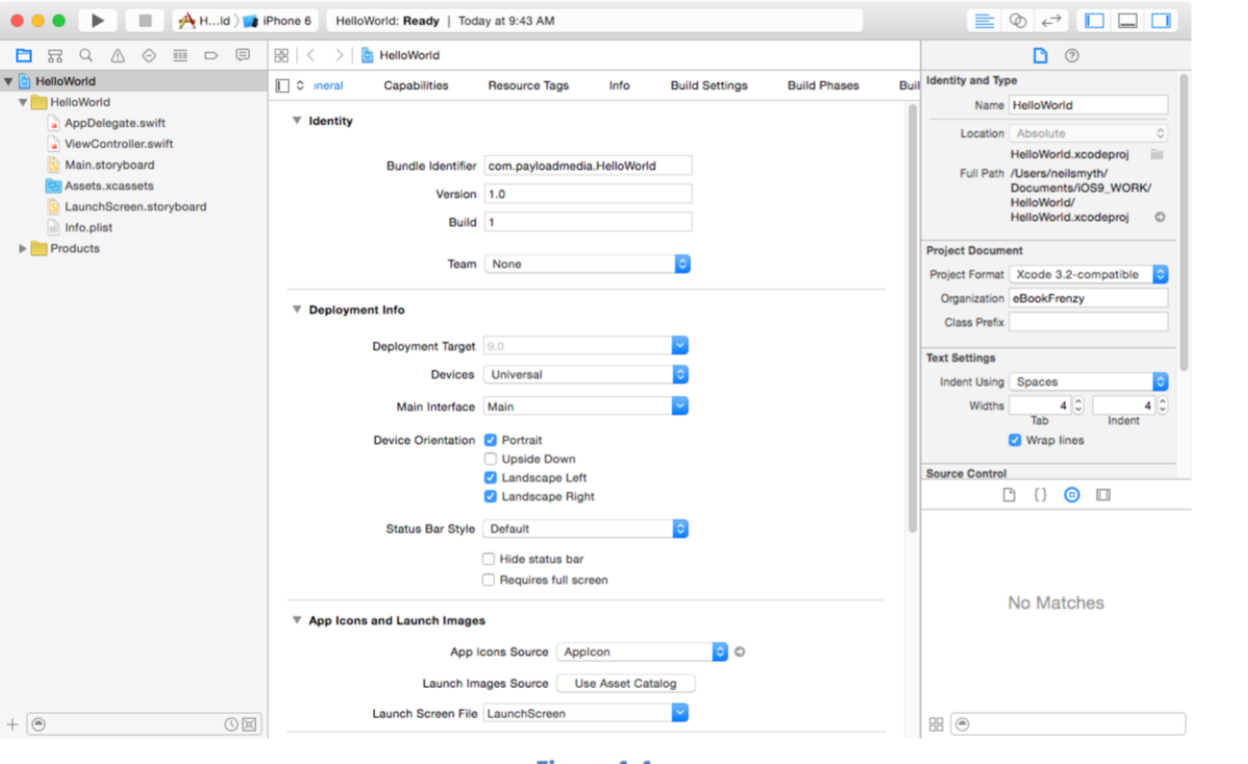 H...ld iPhone 6 HelloWorld: Ready | Today at 9:43 AM
HelloWorld
HelloWorld
HelloWorld
AppDelegate.swift
ViewController.swift
Main.storyboard
Assets.xcassets
LaunchScreen.storyboard
Info.plist
Products
neral Capabilities Resource Tags Info Build Settings Build Phases Buil
Identity
Bundle Identifier com.payloadmedia.HelloWorld
Version 1.0
Build 1
Team None
Deployment Info
Deployment Target 9.0
Devices Universal
Main Interface Main
Device Orientation Portrait
Upside Down
Landscape Left
Landscape Right
Status Bar Style Default
Hide status bar
Requires full screen
App Icons and Launch Images
App Icons Source AppIcon
Launch Images Source Use Asset Catalog
Launch Screen File LaunchScreen
Identity and Type
Name HelloWorld
Location Absolute
HelloWorld.xcodeproj
Full Path /Users/neilsmyth/
Documents/iOS9_WORK/
HelloWorld/
HelloWorld.xcodeproj
Project Document
Project Format Xcode 3.2-compatible
Organization eBookFrenzy
Class Prefix
Text Settings
Indent Using Spaces
Widths 4 4
Tab Indent
Wrap lines
Source Control
{}
No Matches